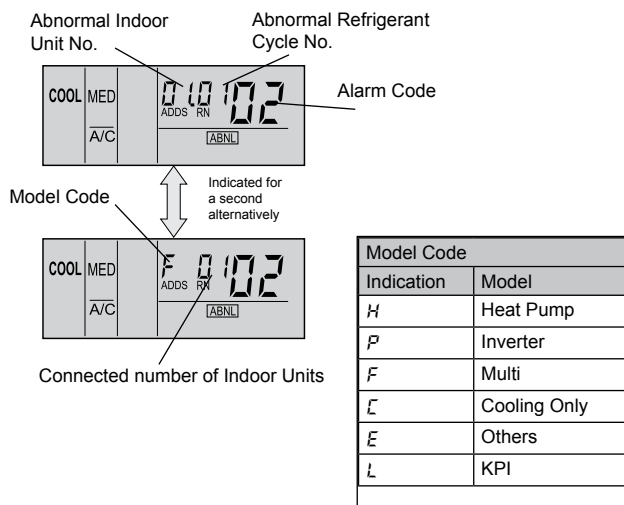 Abnormal Indoor
Unit No.
Abnormal Refrigerant
Cycle No.
COOL MED
A/C
01.01 02
ADDS RN
ABNL
Alarm Code
Indicated for
a second
alternatively
Model Code
COOL MED
A/C
F 01 02
ADDS RN
ABNL
Connected number of Indoor Units
Model Code
Indication Model
H Heat Pump
P Inverter
F Multi
C Cooling Only
E Others
L KPI